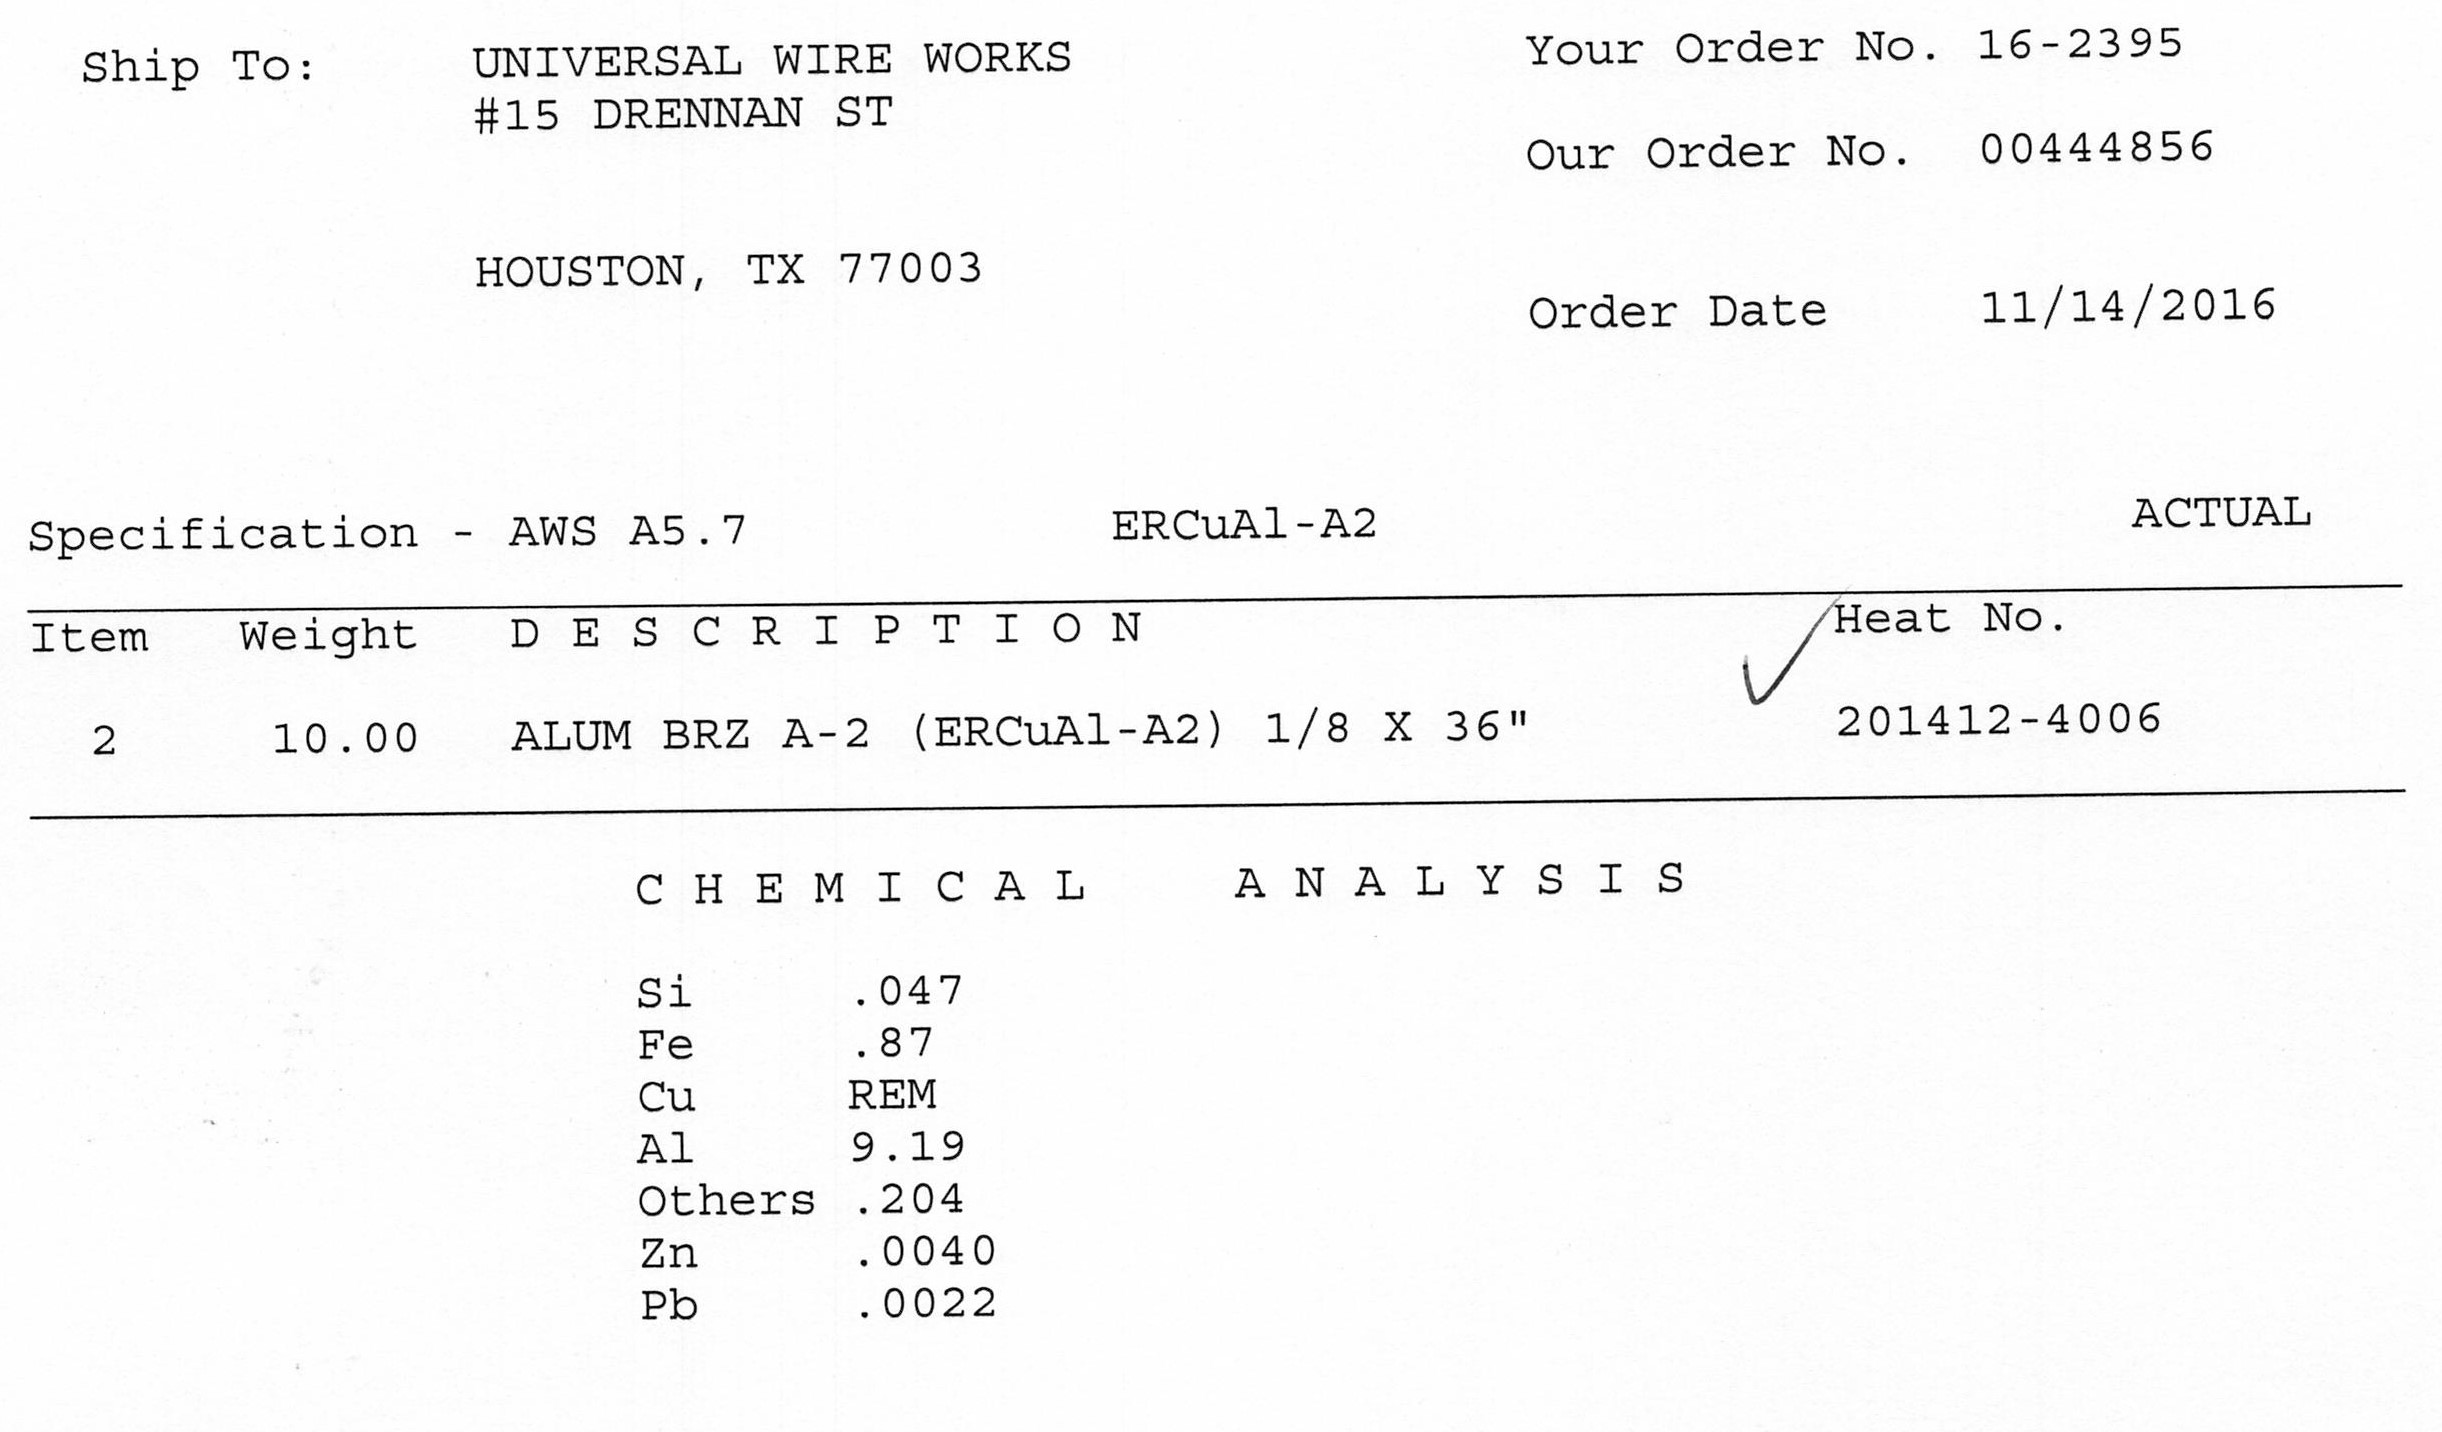 Ship To: UNIVERSAL WIRE WORKS Your Order No. 16-2395
#15 DRENNAN ST
Our Order No. 00444856
HOUSTON, TX 77003
Order Date 11/14/2016
Specification - AWS A5.7 ERCuAl-A2 ACTUAL
Item Weight D E S C R I P T I O N Heat No.
2 10.00 ALUM BRZ A-2 (ERCuAl-A2) 1/8 X 36" 201412-4006
C H E M I C A L A N A L Y S I S
Si .047
Fe .87
Cu REM
Al 9.19
Others .204
Zn .0040
Pb .0022